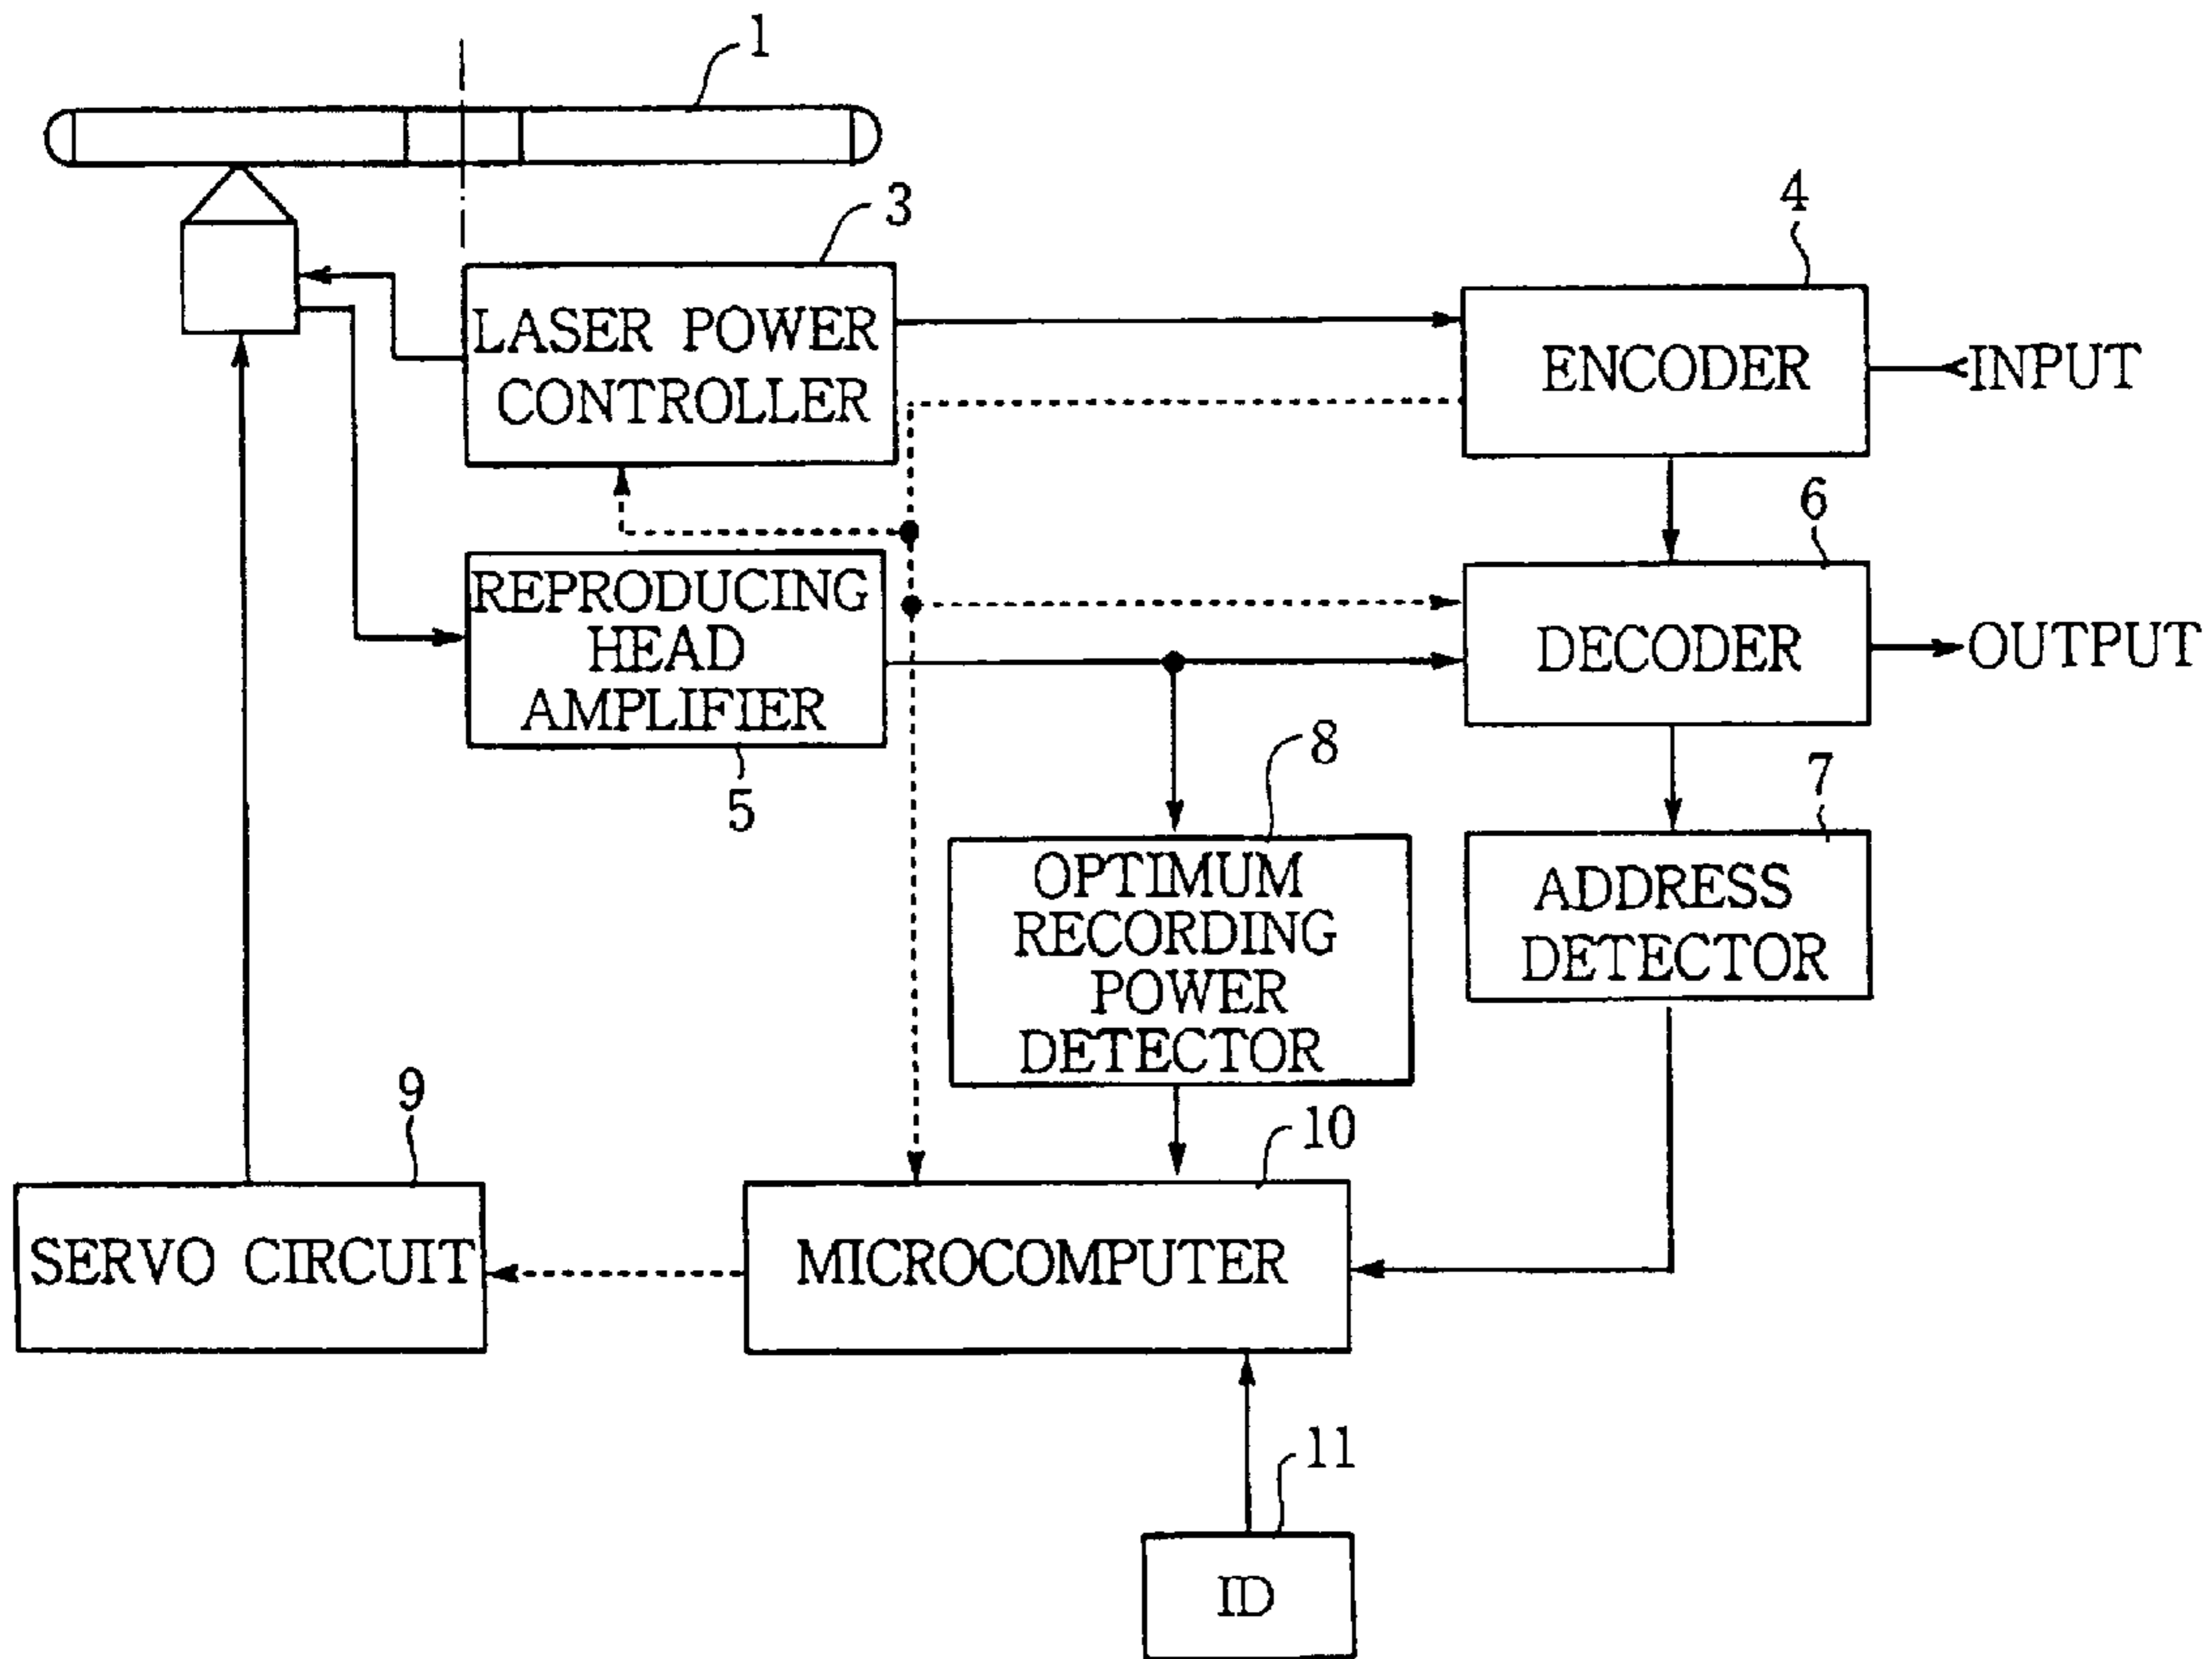 1
3
4
LASER POWER
CONTROLLER
ENCODER
INPUT
6
REPRODUCING
HEAD
AMPLIFIER
5
DECODER
OUTPUT
8
7
OPTIMUM
RECORDING
POWER
DETECTOR
ADDRESS
DETECTOR
9
10
SERVO CIRCUIT
MICROCOMPUTER
11
ID